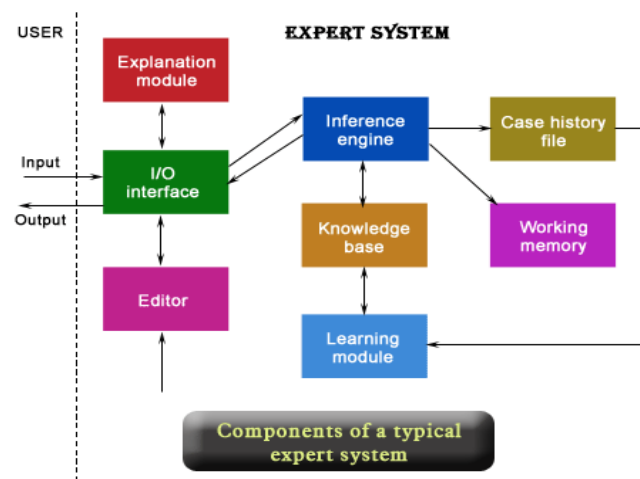 USER
EXPERT SYSTEM
Explanation
module
Inference
engine
Case history
file
Input
I/O
interface
Output
Knowledge
base
Working
memory
Editor
Learning
module
Components of a typical
expert system